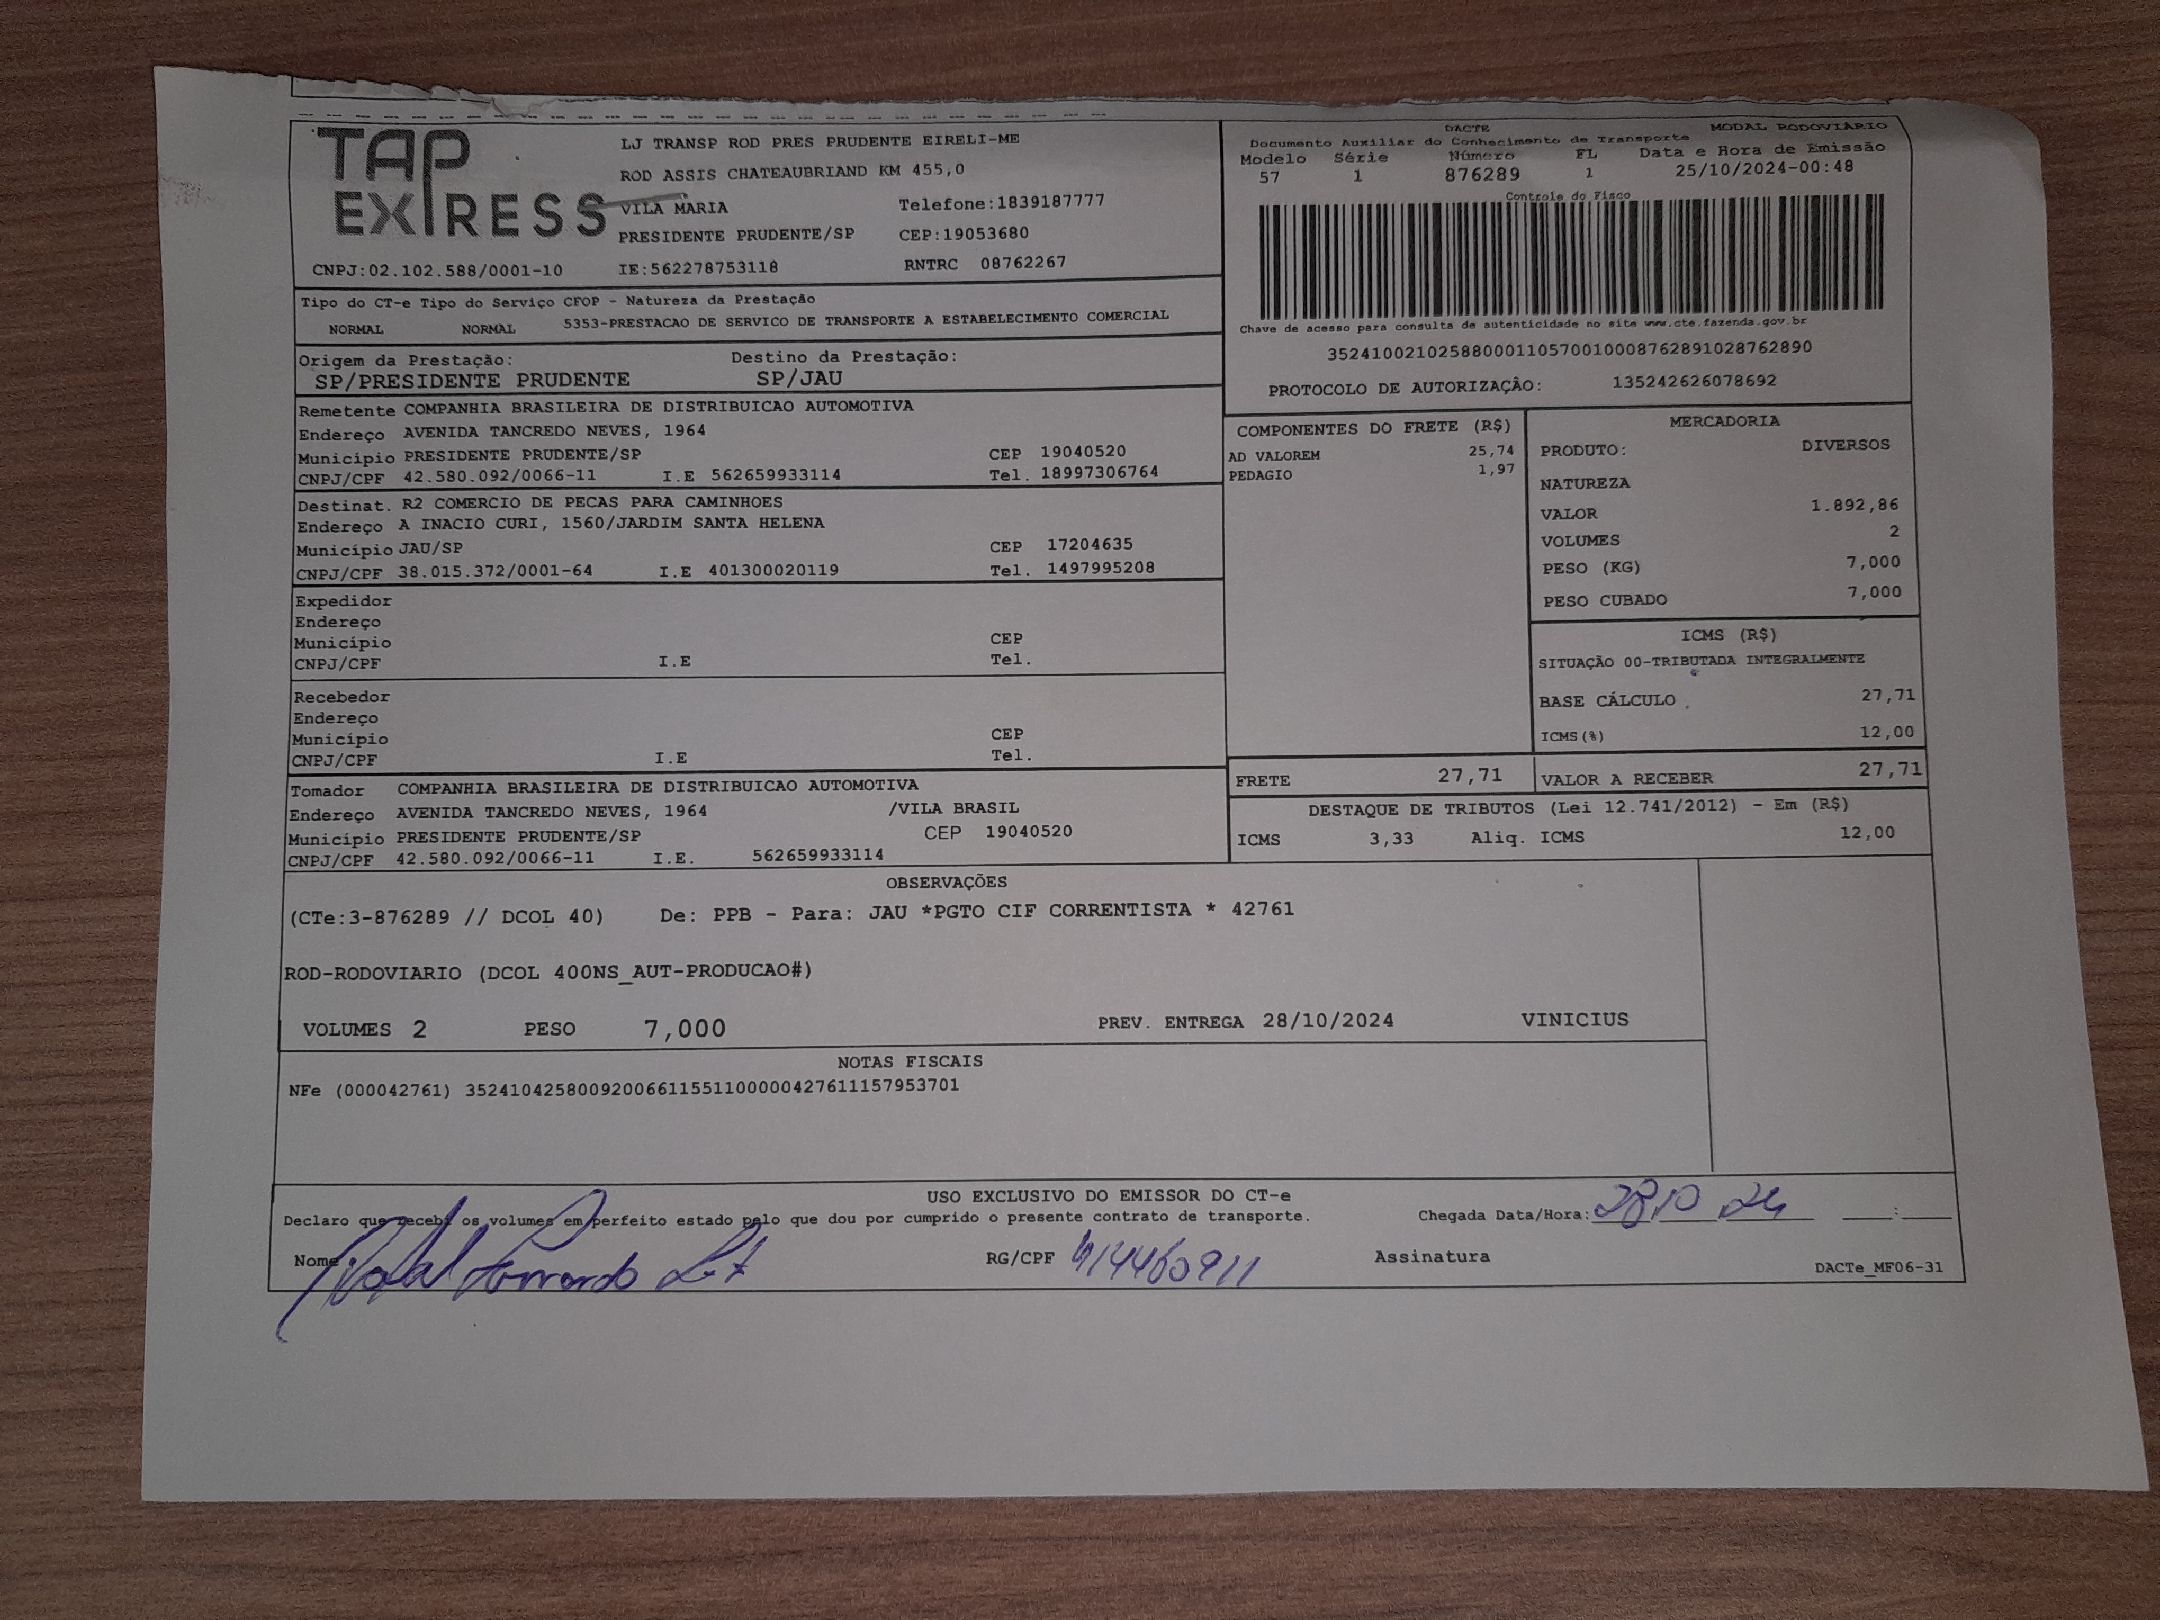 TAP EXPRESS
LJ TRANSP ROD PRES PRUDENTE EIRELI-ME
ROD ASSIS CHATEAUBRIAND KM 455,0
VILA MARIA Telefone:1839187777
PRESIDENTE PRUDENTE/SP CEP:19053680
CNPJ:02.102.588/0001-10 IE:562278753118 RNTRC 08762267
DACTE MODAL RODOVIÁRIO
Documento Auxiliar do Conhecimento de Transporte
Modelo Série Número FL Data e Hora de Emissão
57 1 876289 1 25/10/2024-00:48
Controle do Fisco
Chave de acesso para consulta de autenticidade no site www.cte.fazenda.gov.br
35241002102588000110570010008762891028762890
PROTOCOLO DE AUTORIZAÇÃO: 135242626078692
Tipo do CT-e Tipo do Serviço CFOP - Natureza da Prestação
NORMAL NORMAL 5353-PRESTACAO DE SERVICO DE TRANSPORTE A ESTABELECIMENTO COMERCIAL
Origem da Prestação: Destino da Prestação:
SP/PRESIDENTE PRUDENTE SP/JAU
Remetente COMPANHIA BRASILEIRA DE DISTRIBUICAO AUTOMOTIVA
Endereço AVENIDA TANCREDO NEVES, 1964
Município PRESIDENTE PRUDENTE/SP CEP 19040520
CNPJ/CPF 42.580.092/0066-11 I.E 562659933114 Tel. 18997306764
Destinat. R2 COMERCIO DE PECAS PARA CAMINHOES
Endereço A INACIO CURI, 1560/JARDIM SANTA HELENA
Município JAU/SP CEP 17204635
CNPJ/CPF 38.015.372/0001-64 I.E 401300020119 Tel. 1497995208
Expedidor
Endereço
Município CEP
CNPJ/CPF I.E Tel.
Recebedor
Endereço
Município CEP
CNPJ/CPF I.E Tel.
Tomador COMPANHIA BRASILEIRA DE DISTRIBUICAO AUTOMOTIVA
Endereço AVENIDA TANCREDO NEVES, 1964 /VILA BRASIL
Município PRESIDENTE PRUDENTE/SP CEP 19040520
CNPJ/CPF 42.580.092/0066-11 I.E. 562659933114
COMPONENTES DO FRETE (R$)
AD VALOREM 25,74
PEDAGIO 1,97
MERCADORIA
PRODUTO: DIVERSOS
NATUREZA
VALOR 1.892,86
VOLUMES 2
PESO (KG) 7,000
PESO CUBADO 7,000
ICMS (R$)
SITUAÇÃO 00-TRIBUTADA INTEGRALMENTE
BASE CÁLCULO 27,71
ICMS(%) 12,00
FRETE 27,71 VALOR A RECEBER 27,71
DESTAQUE DE TRIBUTOS (Lei 12.741/2012) - Em (R$)
ICMS 3,33 Aliq. ICMS 12,00
OBSERVAÇÕES
(CTe:3-876289 // DCOL 40) De: PPB - Para: JAU *PGTO CIF CORRENTISTA * 42761
ROD-RODOVIARIO (DCOL 400NS_AUT-PRODUCAO#)
VOLUMES 2 PESO 7,000 PREV. ENTREGA 28/10/2024 VINICIUS
NOTAS FISCAIS
NFe (000042761) 35241042580092006611551100000427611157953701
USO EXCLUSIVO DO EMISSOR DO CT-e
Declaro que recebi os volumes em perfeito estado pelo que dou por cumprido o presente contrato de transporte. Chegada Data/Hora: 28 10 24 :
Nome RG/CPF 414460911 Assinatura
DACTe_MF06-31